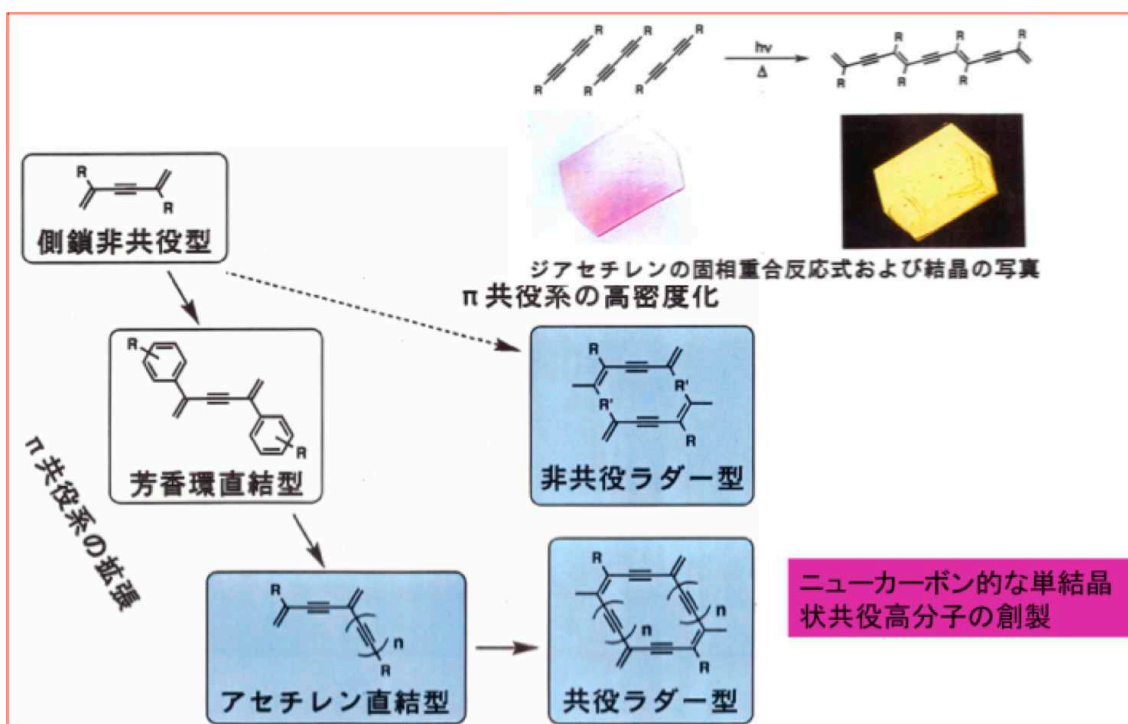 R R R
R R R
hν
Δ
R R
R R R
R
R
側鎖非共役型
ジアセチレンの固相重合反応式および結晶の写真
π共役系の高密度化
R
R
芳香環直結型
R
R'
R'
R
非共役ラダー型
π共役系の拡張
R
n
R
アセチレン直結型
R
n
n
R
共役ラダー型
ニューカーボン的な単結晶
状共役高分子の創製